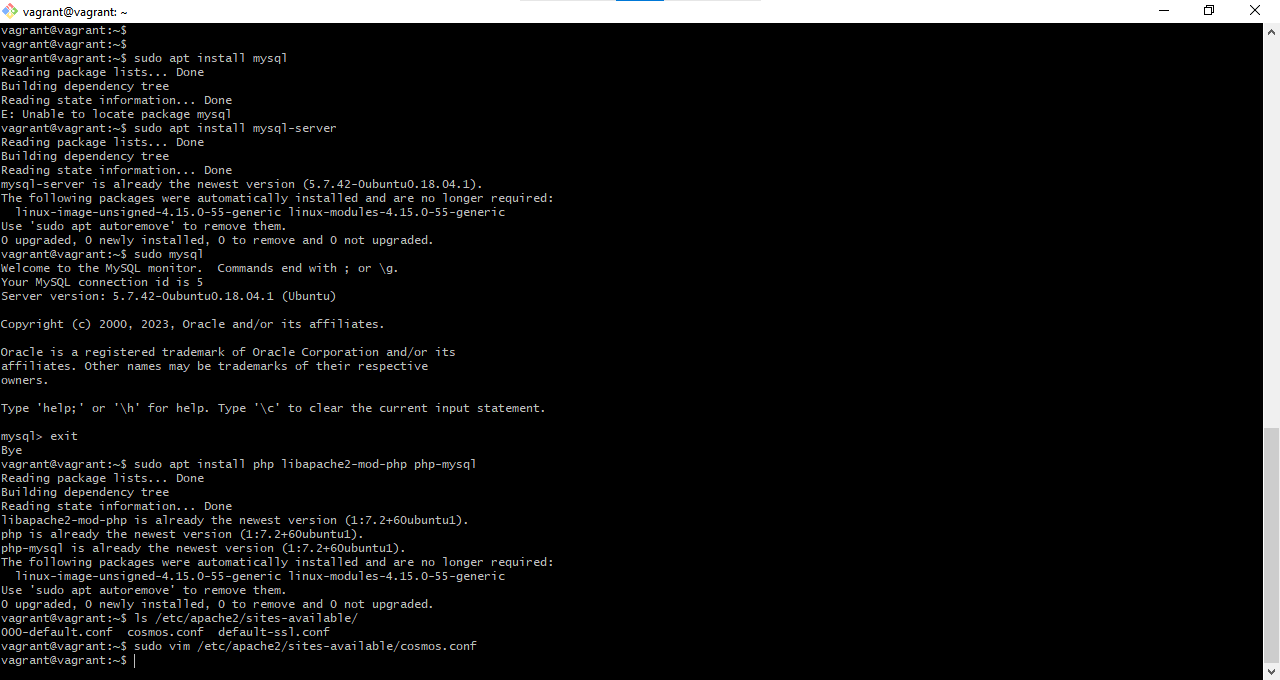 vagrant@vagrant: ~
vagrant@vagrant:~$
vagrant@vagrant:~$
vagrant@vagrant:~$ sudo apt install mysql
Reading package lists... Done
Building dependency tree
Reading state information... Done
E: Unable to locate package mysql
vagrant@vagrant:~$ sudo apt install mysql-server
Reading package lists... Done
Building dependency tree
Reading state information... Done
mysql-server is already the newest version (5.7.42-0ubuntu0.18.04.1).
The following packages were automatically installed and are no longer required:
  linux-image-unsigned-4.15.0-55-generic linux-modules-4.15.0-55-generic
Use 'sudo apt autoremove' to remove them.
0 upgraded, 0 newly installed, 0 to remove and 0 not upgraded.
vagrant@vagrant:~$ sudo mysql
Welcome to the MySQL monitor.  Commands end with ; or \g.
Your MySQL connection id is 5
Server version: 5.7.42-0ubuntu0.18.04.1 (Ubuntu)
Copyright (c) 2000, 2023, Oracle and/or its affiliates.
Oracle is a registered trademark of Oracle Corporation and/or its
affiliates. Other names may be trademarks of their respective
owners.
Type 'help;' or '\h' for help. Type '\c' to clear the current input statement.
mysql> exit
Bye
vagrant@vagrant:~$ sudo apt install php libapache2-mod-php php-mysql
Reading package lists... Done
Building dependency tree
Reading state information... Done
libapache2-mod-php is already the newest version (1:7.2+60ubuntu1).
php is already the newest version (1:7.2+60ubuntu1).
php-mysql is already the newest version (1:7.2+60ubuntu1).
The following packages were automatically installed and are no longer required:
  linux-image-unsigned-4.15.0-55-generic linux-modules-4.15.0-55-generic
Use 'sudo apt autoremove' to remove them.
0 upgraded, 0 newly installed, 0 to remove and 0 not upgraded.
vagrant@vagrant:~$ ls /etc/apache2/sites-available/
000-default.conf  cosmos.conf  default-ssl.conf
vagrant@vagrant:~$ sudo vim /etc/apache2/sites-available/cosmos.conf
vagrant@vagrant:~$